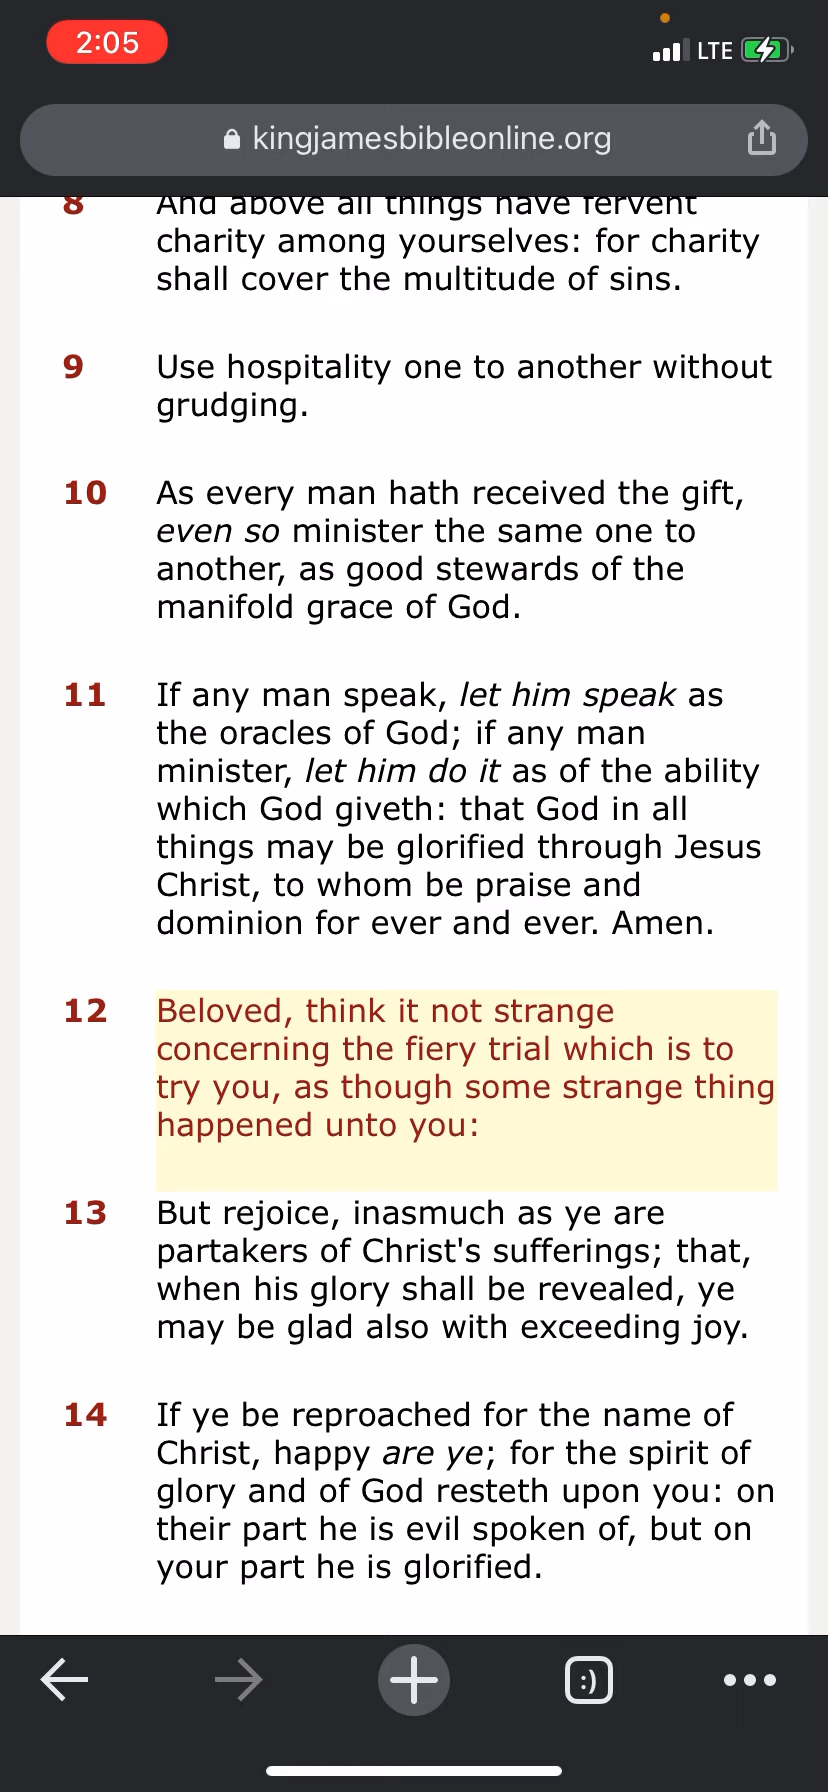 2:05
LTE
kingjamesbibleonline.org
8 And above all things have fervent
charity among yourselves: for charity
shall cover the multitude of sins.
9 Use hospitality one to another without
grudging.
10 As every man hath received the gift,
even so minister the same one to
another, as good stewards of the
manifold grace of God.
11 If any man speak, let him speak as
the oracles of God; if any man
minister, let him do it as of the ability
which God giveth: that God in all
things may be glorified through Jesus
Christ, to whom be praise and
dominion for ever and ever. Amen.
12 Beloved, think it not strange
concerning the fiery trial which is to
try you, as though some strange thing
happened unto you:
13 But rejoice, inasmuch as ye are
partakers of Christ's sufferings; that,
when his glory shall be revealed, ye
may be glad also with exceeding joy.
14 If ye be reproached for the name of
Christ, happy are ye; for the spirit of
glory and of God resteth upon you: on
their part he is evil spoken of, but on
your part he is glorified.
:)